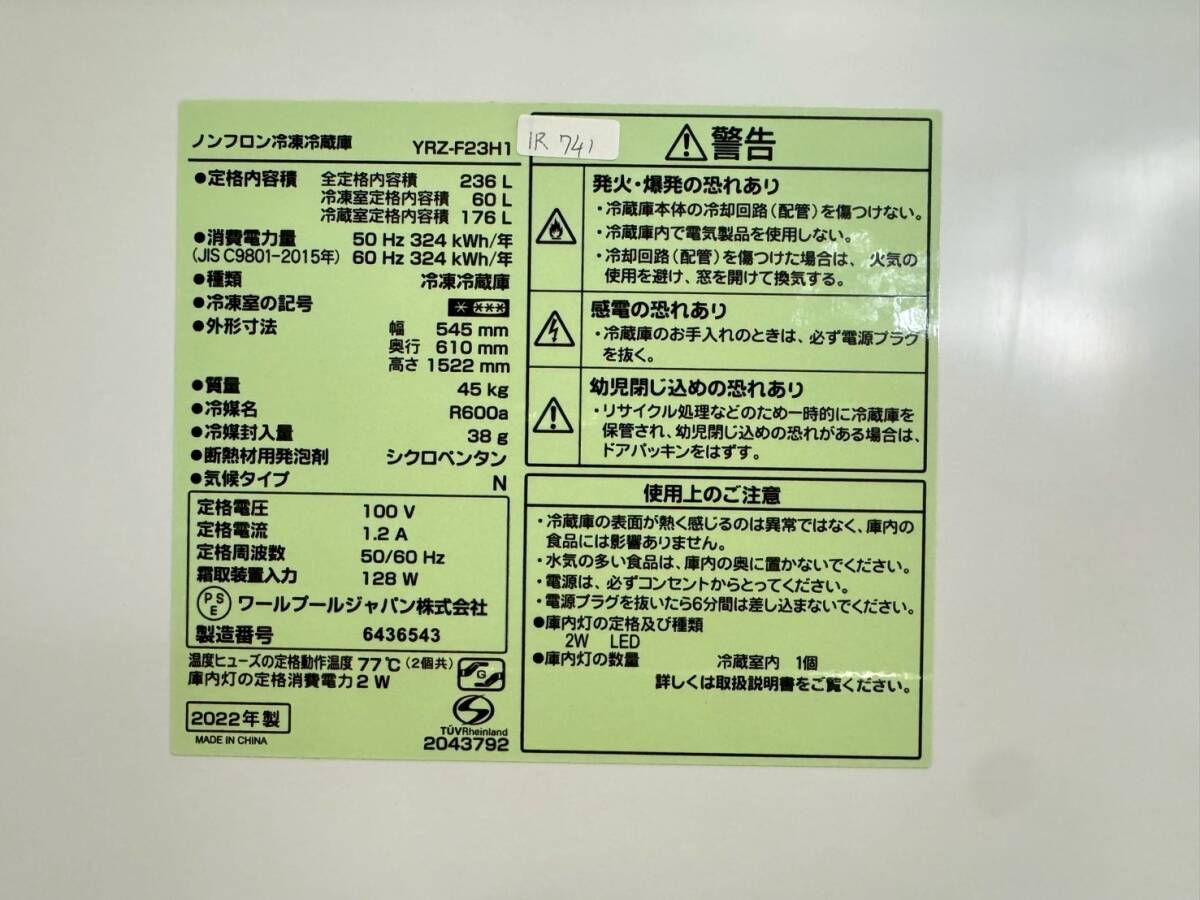 ノンフロン冷凍冷蔵庫 YRZ-F23H1
●定格内容積 全定格内容積 236 L
冷凍室定格内容積 60 L
冷蔵室定格内容積 176 L
●消費電力量 50 Hz 324 kWh/年
(JIS C9801-2015年) 60 Hz 324 kWh/年
●種類 冷凍冷蔵庫
●冷凍室の記号 * ***
●外形寸法 幅 545 mm
奥行 610 mm
高さ 1522 mm
●質量 45 kg
●冷媒名 R600a
●冷媒封入量 38 g
●断熱材用発泡剤 シクロペンタン
●気候タイプ N
定格電圧 100 V
定格電流 1.2 A
定格周波数 50/60 Hz
霜取装置入力 128 W
PSE ワールプールジャパン株式会社
製造番号 6436543
温度ヒューズの定格動作温度 77℃ (2個共)
庫内灯の定格消費電力 2 W
G
2022年製
MADE IN CHINA
TÜVRheinland
2043792
1R 741
警告
発火・爆発の恐れあり
・冷蔵庫本体の冷却回路(配管)を傷つけない。
・冷蔵庫内で電気製品を使用しない。
・冷却回路(配管)を傷つけた場合は、火気の
使用を避け、窓を開けて換気する。
感電の恐れあり
・冷蔵庫のお手入れのときは、必ず電源プラグ
を抜く。
幼児閉じ込めの恐れあり
・リサイクル処理などのため一時的に冷蔵庫を
保管され、幼児閉じ込めの恐れがある場合は、
ドアパッキンをはずす。
使用上のご注意
・冷蔵庫の表面が熱く感じるのは異常ではなく、庫内の
食品には影響ありません。
・水気の多い食品は、庫内の奥に置かないでください。
・電源は、必ずコンセントからとってください。
・電源プラグを抜いたら6分間は差し込まないでください。
●庫内灯の定格及び種類
2W LED
●庫内灯の数量 冷蔵室内 1個
詳しくは取扱説明書をご覧ください。